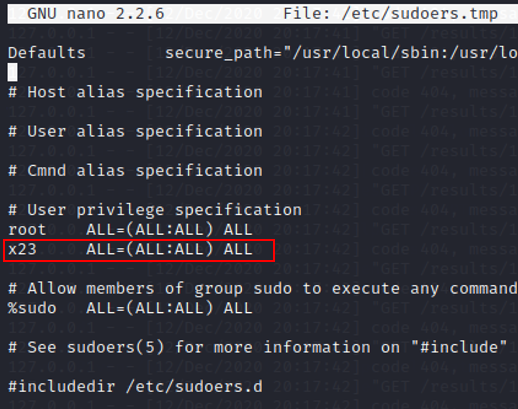 GNU nano 2.2.6 File: /etc/sudoers.tmp
Defaults secure_path="/usr/local/sbin:/usr/lo
# Host alias specification
# User alias specification
# Cmnd alias specification
# User privilege specification
root ALL=(ALL:ALL) ALL
x23 ALL=(ALL:ALL) ALL
# Allow members of group sudo to execute any command
%sudo ALL=(ALL:ALL) ALL
# See sudoers(5) for more information on "#include"
#includedir /etc/sudoers.d